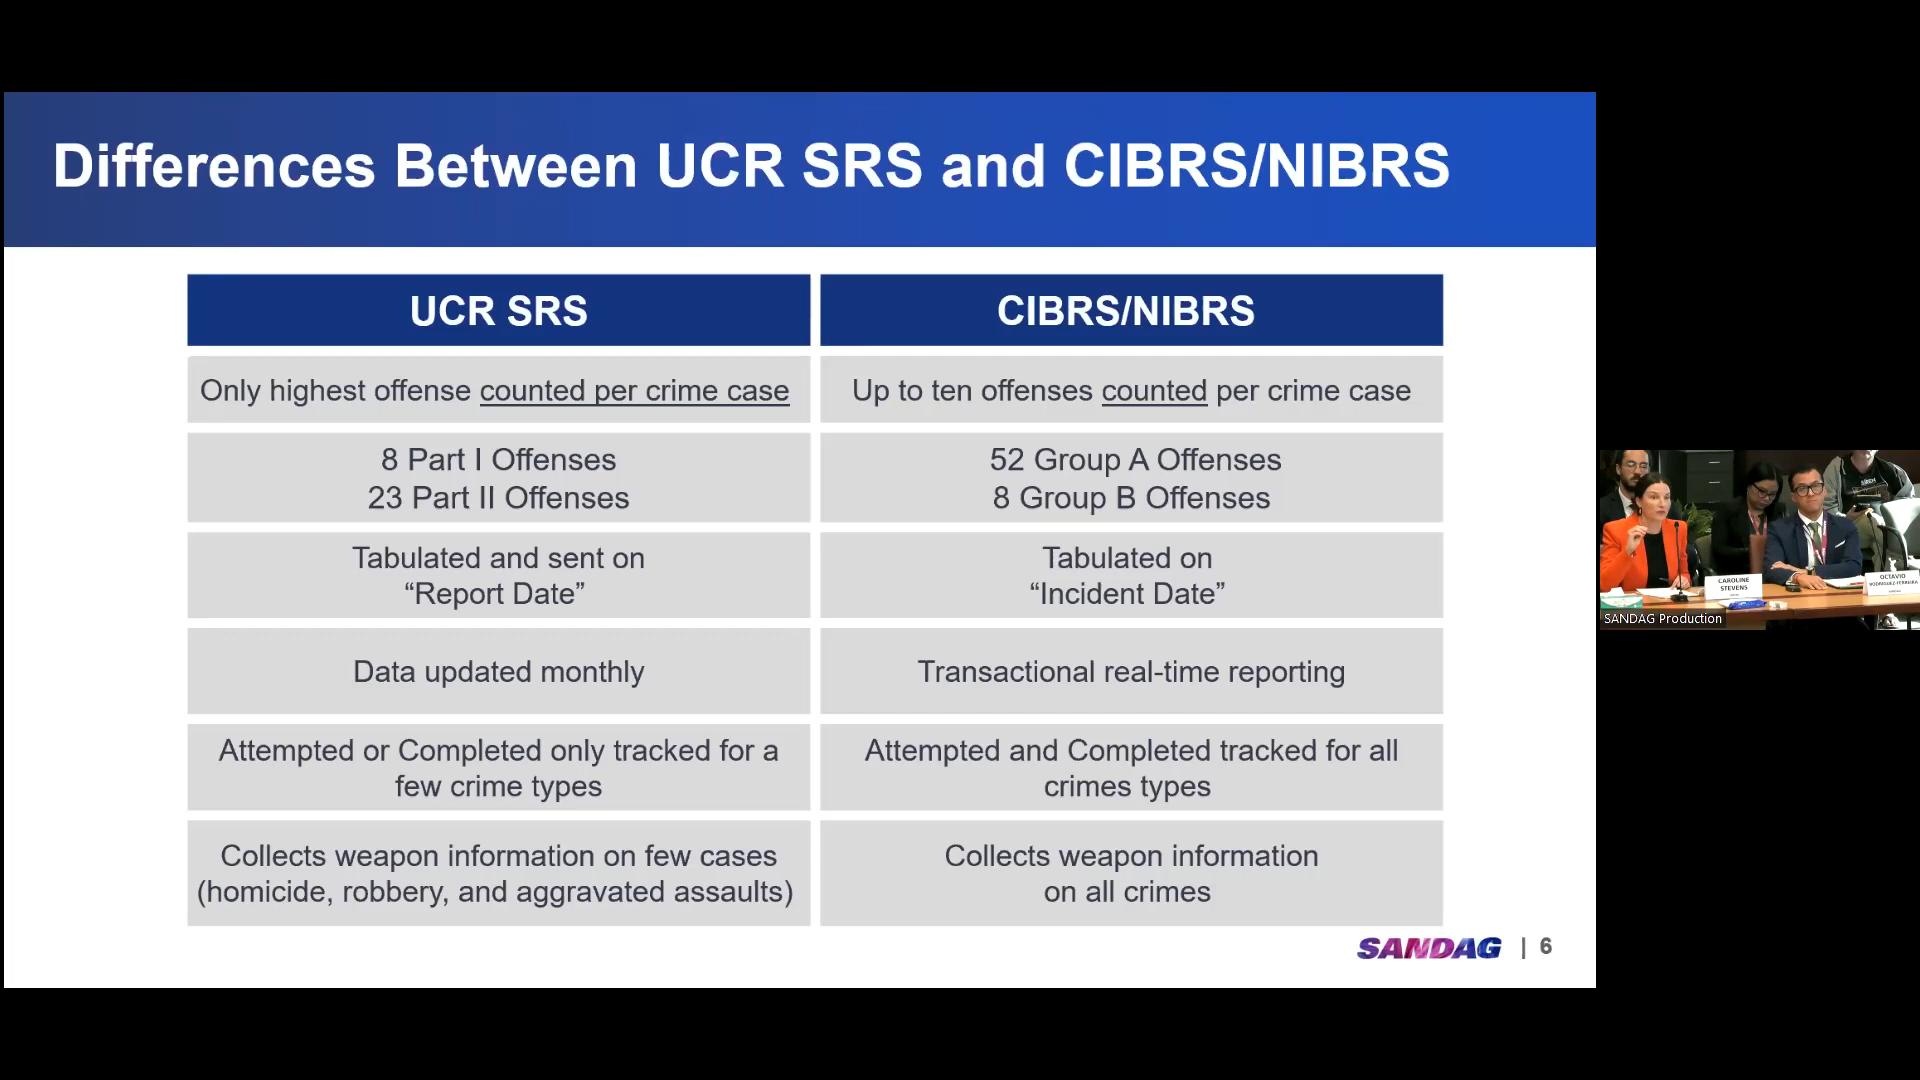 Differences Between UCR SRS and CIBRS/NIBRS
UCR SRS
CIBRS/NIBRS
Only highest offense counted per crime case
Up to ten offenses counted per crime case
8 Part I Offenses
23 Part II Offenses
52 Group A Offenses
8 Group B Offenses
Tabulated and sent on
“Report Date”
Tabulated on
“Incident Date”
Data updated monthly
Transactional real-time reporting
Attempted or Completed only tracked for a
few crime types
Attempted and Completed tracked for all
crimes types
Collects weapon information on few cases
(homicide, robbery, and aggravated assaults)
Collects weapon information
on all crimes
SANDAG | 6
CAROLINE
STEVENS
OCTAVIO
RODRIGUEZ-FERREIRA
SANDAG Production